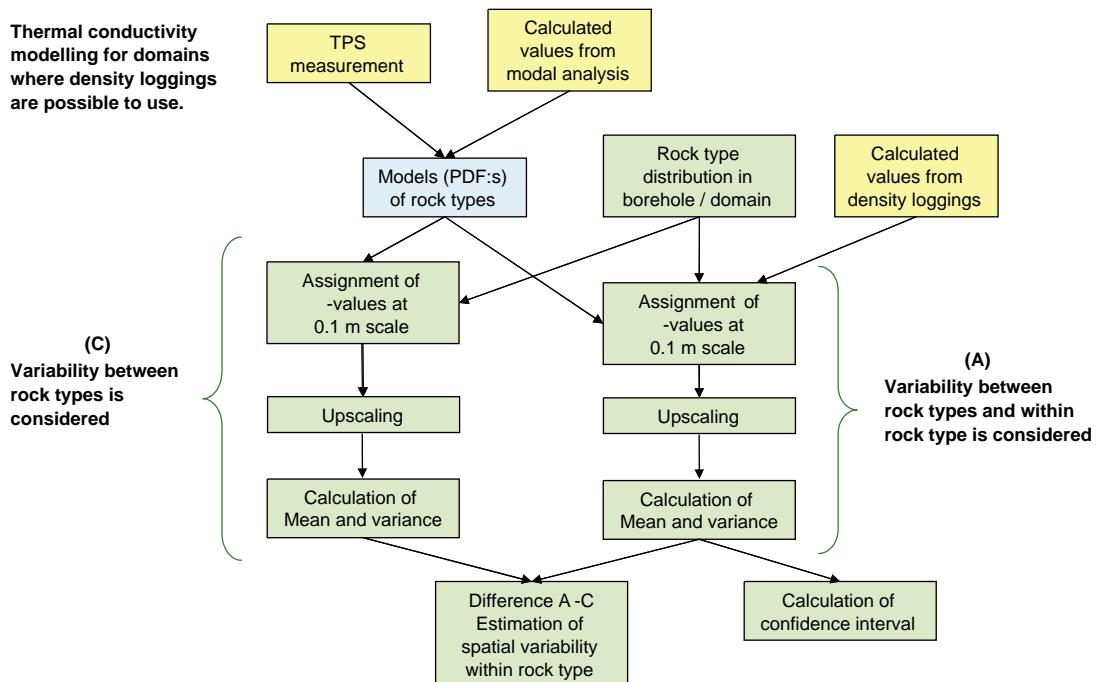 Thermal conductivity
modelling for domains
where density loggings
are possible to use.
TPS
measurement
Calculated
values from
modal analysis
Models (PDF:s)
of rock types
Rock type
distribution in
borehole / domain
Calculated
values from
density loggings
Assignment of
-values at
0.1 m scale
Assignment of
-values at
0.1 m scale
(C)
Variability between
rock types is
considered
(A)
Variability between
rock types and within
rock type is considered
Upscaling
Upscaling
Calculation of
Mean and variance
Calculation of
Mean and variance
Difference A -C
Estimation of
spatial variability
within rock type
Calculation of
confidence interval